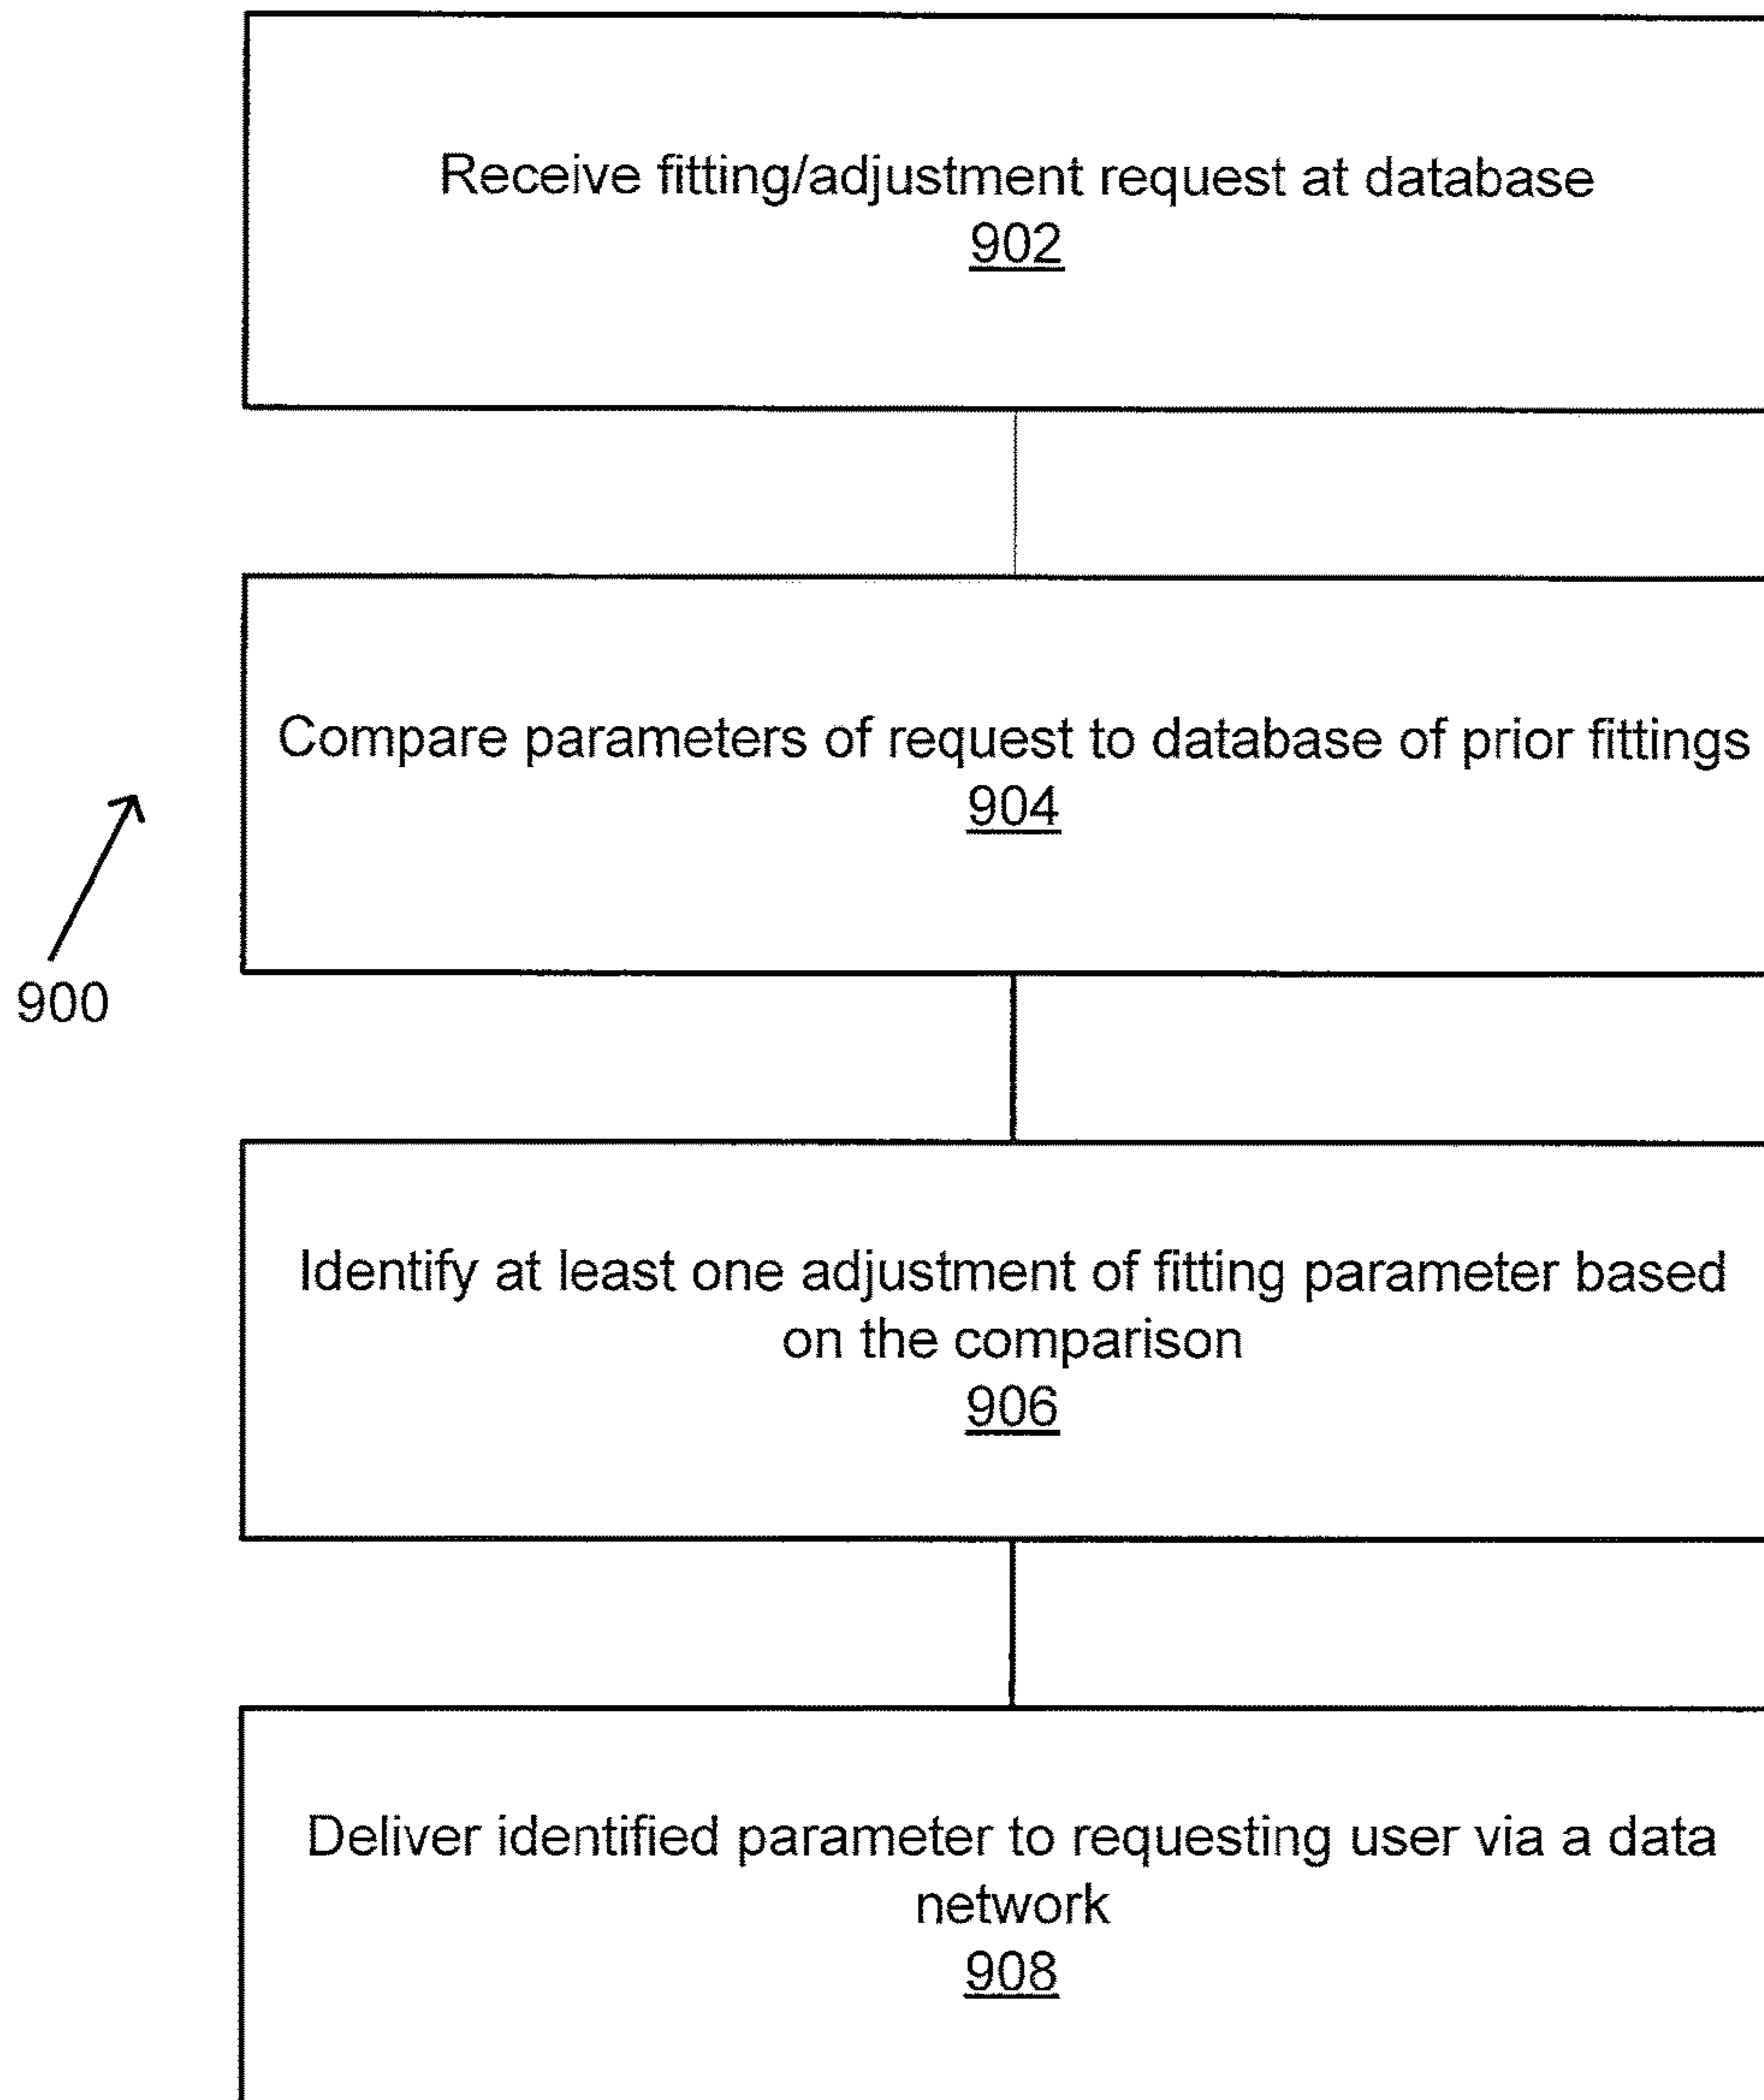 Receive fitting/adjustment request at database
902
Compare parameters of request to database of prior fittings
904
900
Identify at least one adjustment of fitting parameter based
on the comparison
906
Deliver identified parameter to requesting user via a data
network
908